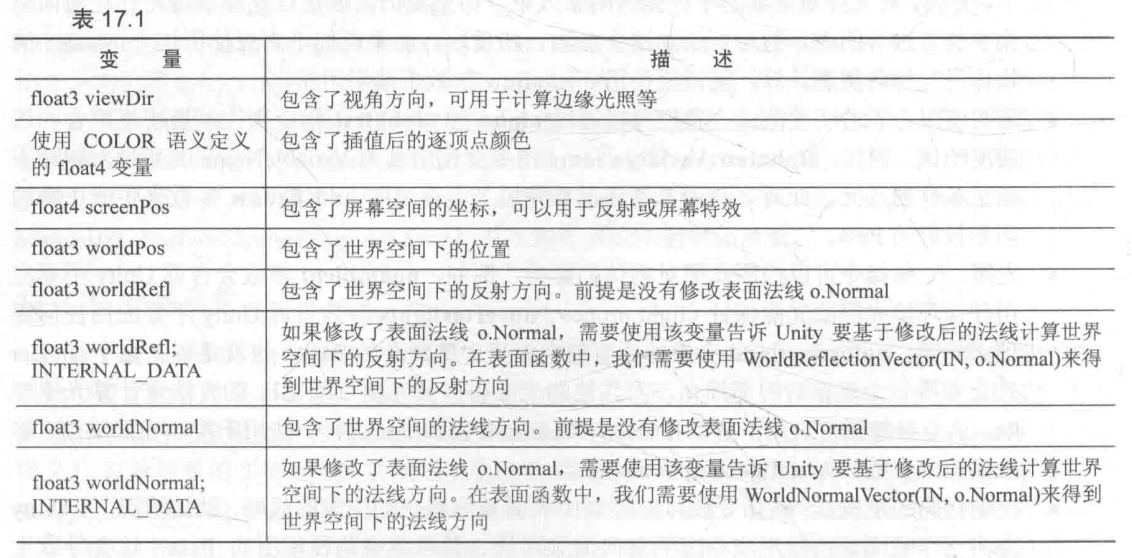 表 17.1
变 量 描 述
float3 viewDir 包含了视角方向，可用于计算边缘光照等
使用 COLOR 语义定义 包含了插值后的逐顶点颜色
的 float4 变量
float4 screenPos 包含了屏幕空间的坐标，可以用于反射或屏幕特效
float3 worldPos 包含了世界空间下的位置
float3 worldRefl 包含了世界空间下的反射方向。前提是没有修改表面法线 o.Normal
float3 worldRefl;
INTERNAL_DATA
如果修改了表面法线 o.Normal，需要使用该变量告诉 Unity 要基于修改后的法线计算世界
空间下的反射方向。在表面函数中，我们需要使用 WorldReflectionVector(IN, o.Normal)来得
到世界空间下的反射方向
float3 worldNormal 包含了世界空间的法线方向。前提是没有修改表面法线 o.Normal
float3 worldNormal;
INTERNAL_DATA
如果修改了表面法线 o.Normal，需要使用该变量告诉 Unity 要基于修改后的法线计算世界
空间下的法线方向。在表面函数中，我们需要使用 WorldNormalVector(IN, o.Normal)来得到
世界空间下的法线方向